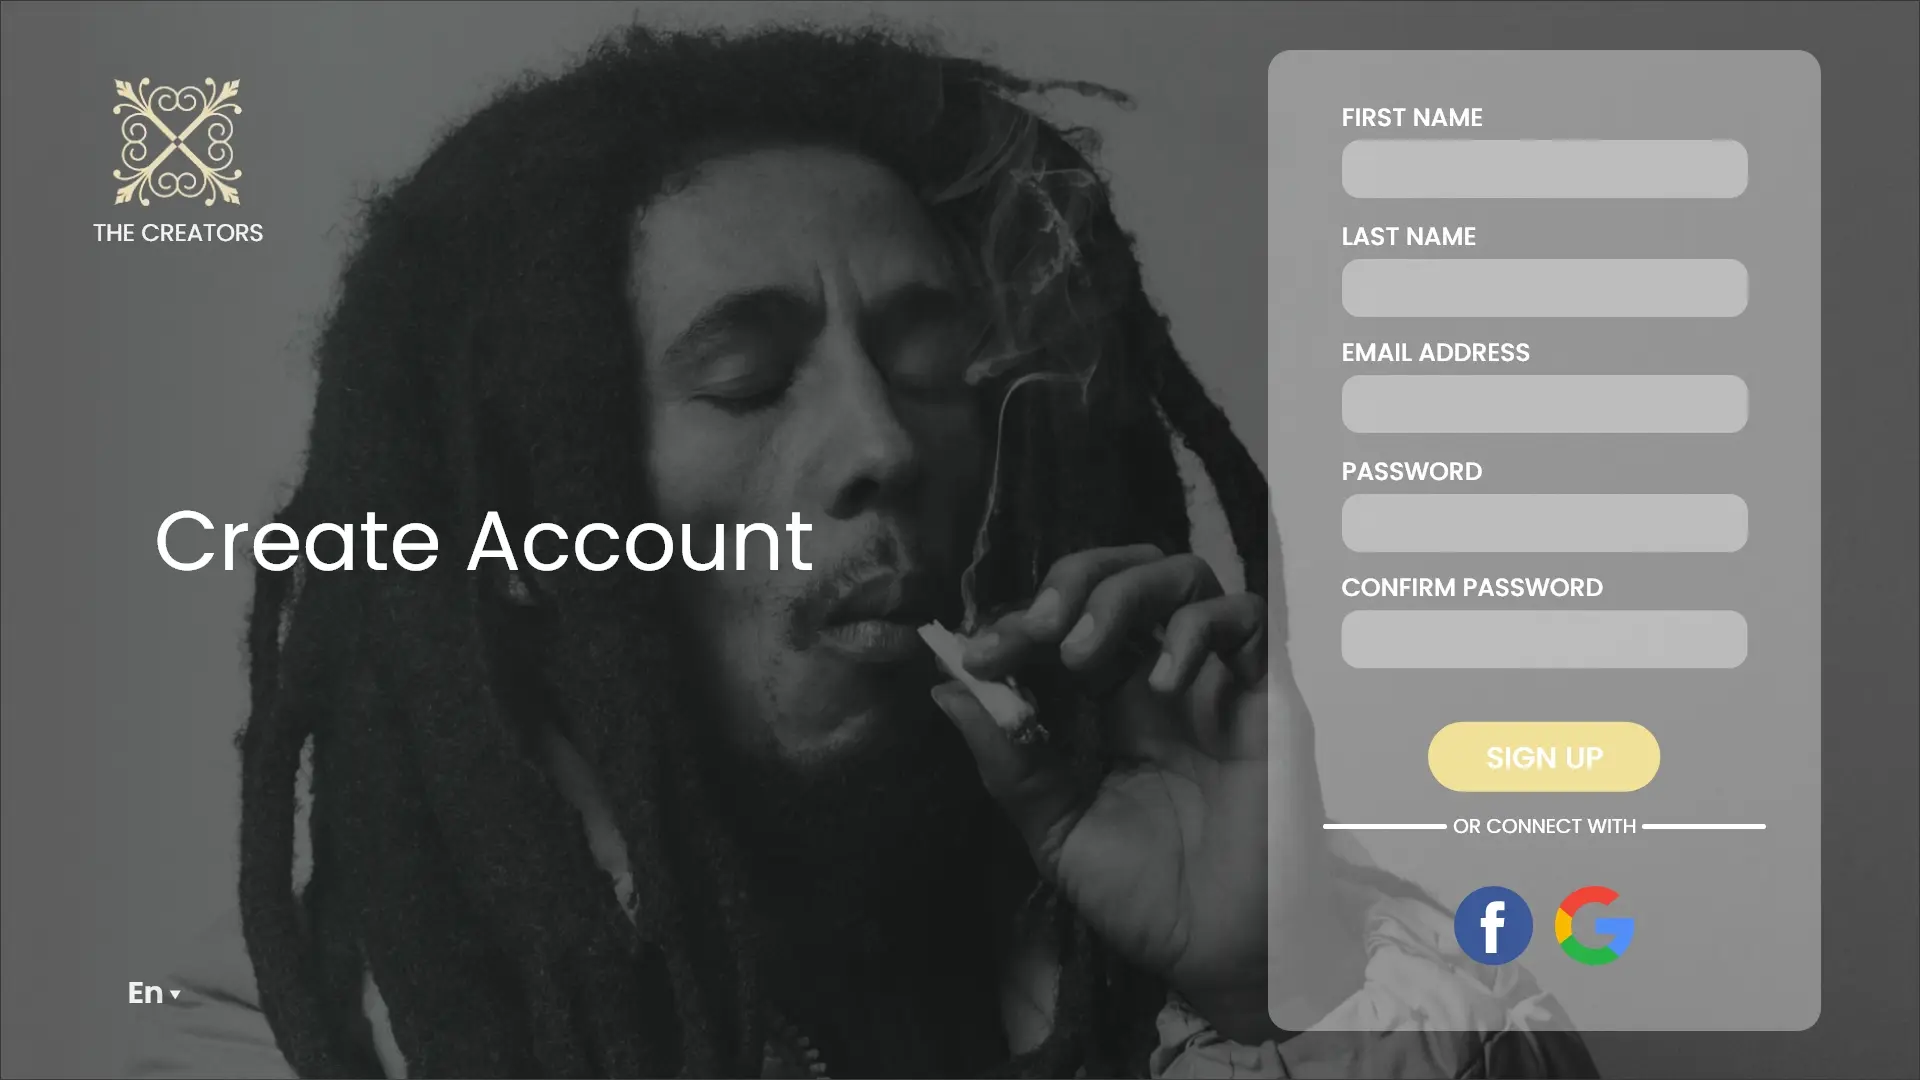 THE CREATORS
Create Account
En
FIRST NAME
LAST NAME
EMAIL ADDRESS
PASSWORD
CONFIRM PASSWORD
SIGN UP
OR CONNECT WITH